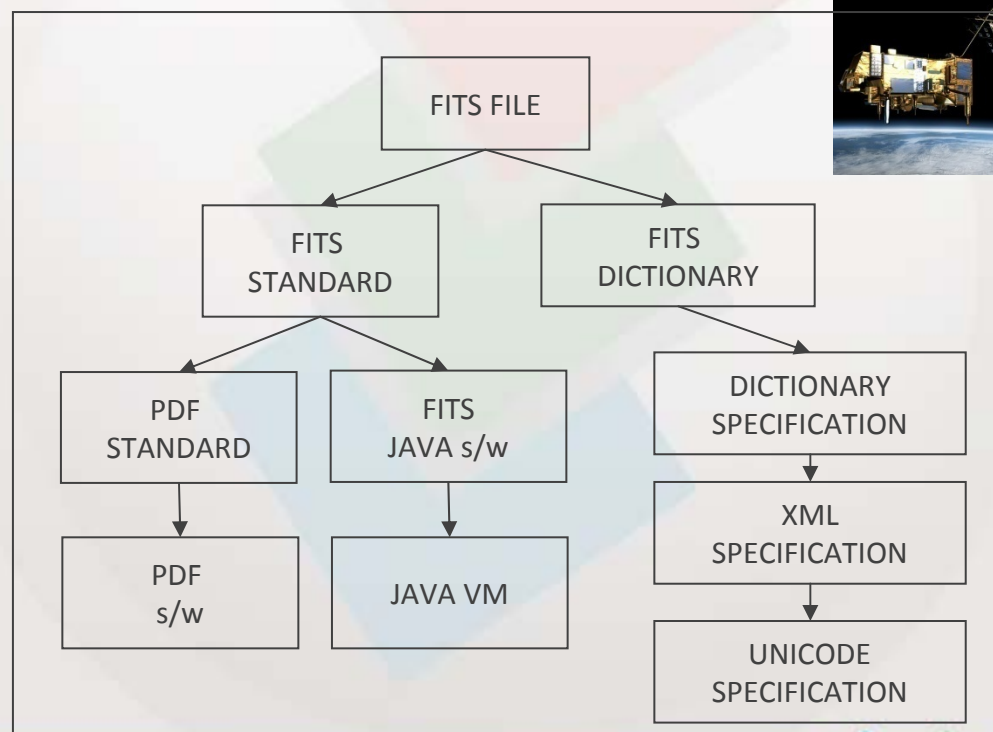 FITS FILE
FITS
STANDARD
FITS
DICTIONARY
PDF
STANDARD
FITS
JAVA s/w
DICTIONARY
SPECIFICATION
PDF
s/w
JAVA VM
XML
SPECIFICATION
UNICODE
SPECIFICATION